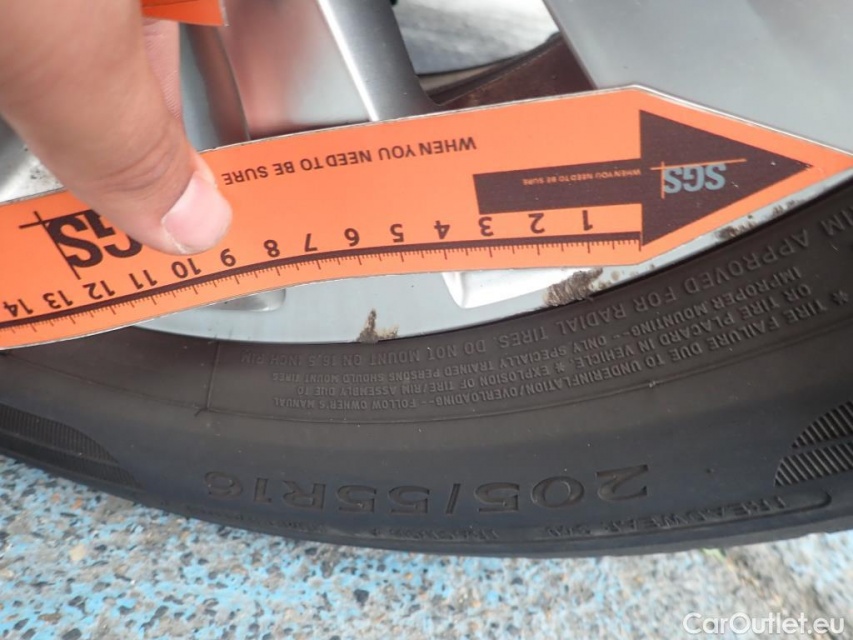 WHEN YOU NEED TO BE SURE
WHEN YOU NEED TO BE SURE
SGS
SGS
1 2 3 4 5 6 7 8 9 10 11 12 13 14
IM APPROVED FOR RADIAL TIRES. DO NOT MOUNT ON 16.5 INCH RIM
OR TIRE PLACARD IN VEHICLE * EXPLOSION OF TIRE/RIM ASSEMBLY DUE TO
IMPROPER MOUNTING-- ONLY SPECIALLY TRAINED PERSONS SHOULD MOUNT TIRES
* TIRE FAILURE DUE TO UNDERINFLATION/OVERLOADING-- FOLLOW OWNER'S MANUAL
205/55R16
TREADWEAR
CarOutlet.eu